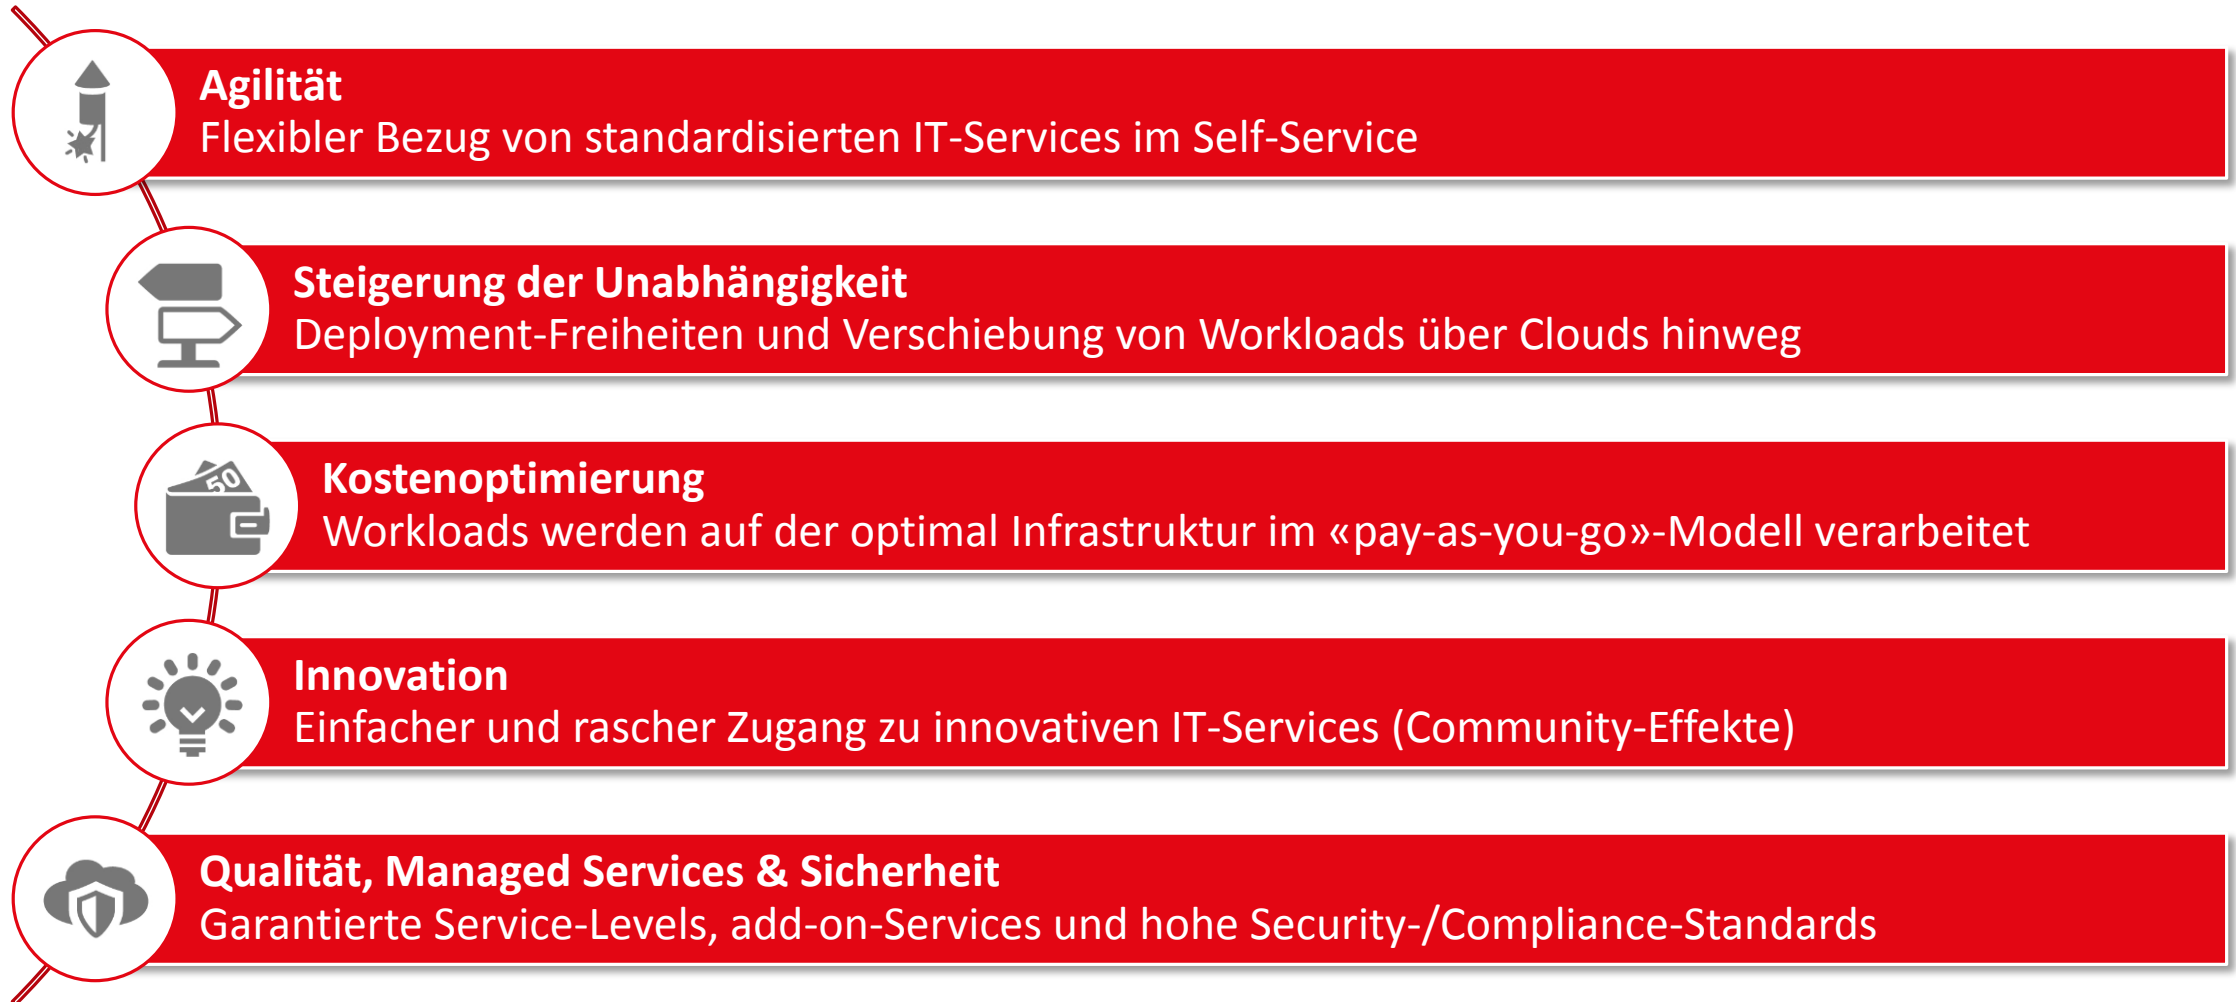 Agilität
Flexibler Bezug von standardisierten IT-Services im Self-Service
Steigerung der Unabhängigkeit
Deployment-Freiheiten und Verschiebung von Workloads über Clouds hinweg
50
Kostenoptimierung
Workloads werden auf der optimal Infrastruktur im «pay-as-you-go»-Modell verarbeitet
Innovation
Einfacher und rascher Zugang zu innovativen IT-Services (Community-Effekte)
Qualität, Managed Services & Sicherheit
Garantierte Service-Levels, add-on-Services und hohe Security-/Compliance-Standards